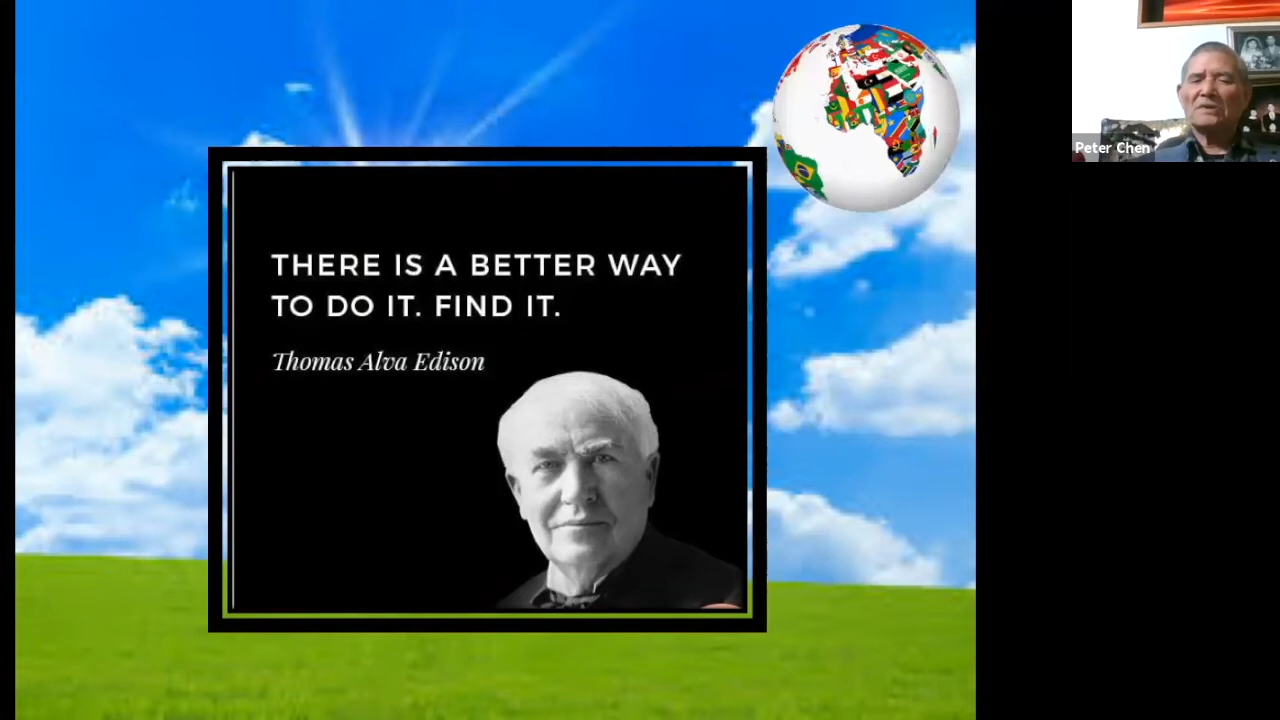 THERE IS A BETTER WAY
TO DO IT. FIND IT.
Thomas Alva Edison
Peter Chen